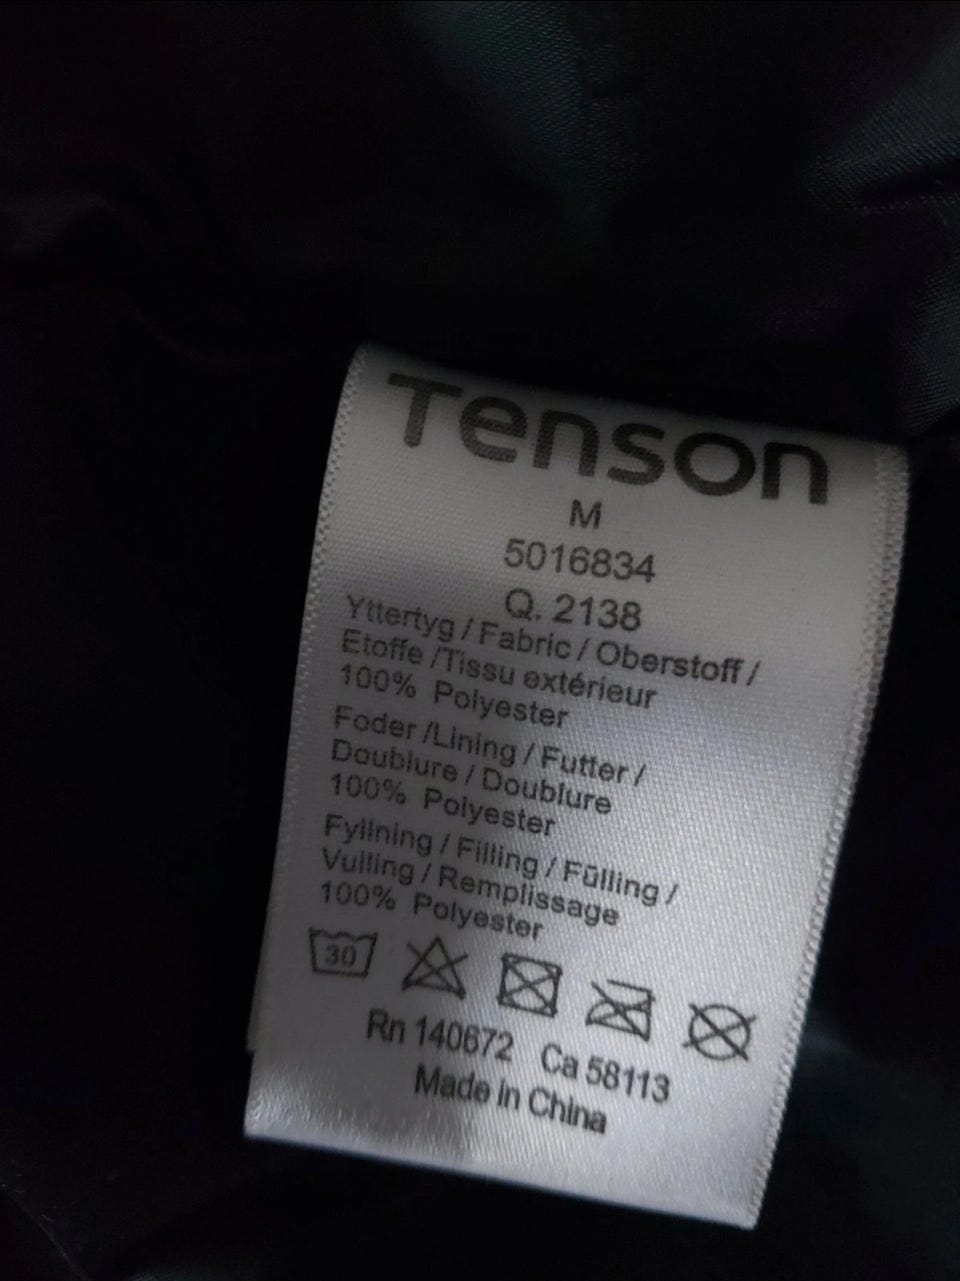 Tenson
M
5016834
Q. 2138
Yttertyg / Fabric / Oberstoff /
Etoffe /Tissu extérieur
100% Polyester
Foder /Lining / Futter /
Doublure / Doublure
100% Polyester
Fyllning / Filling / Fülling /
Vulling / Remplissage
100% Polyester
30
Rn 140672 Ca 58113
Made in China